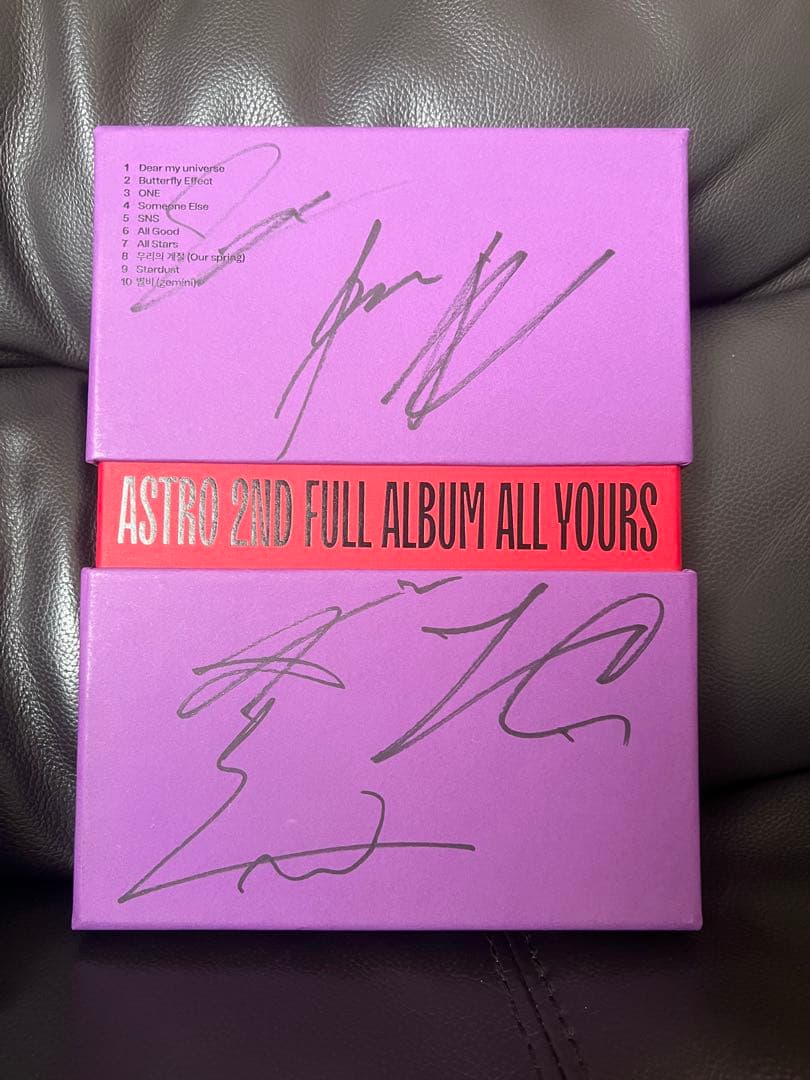 1 Dear my universe
2 Butterfly Effect
3 ONE
4 Someone Else
5 SNS
6 All Good
7 All Stars
8 우리의 계절 (Our spring)
9 Stardust
10 별비 (gemini)
ASTRO 2ND FULL ALBUM ALL YOURS